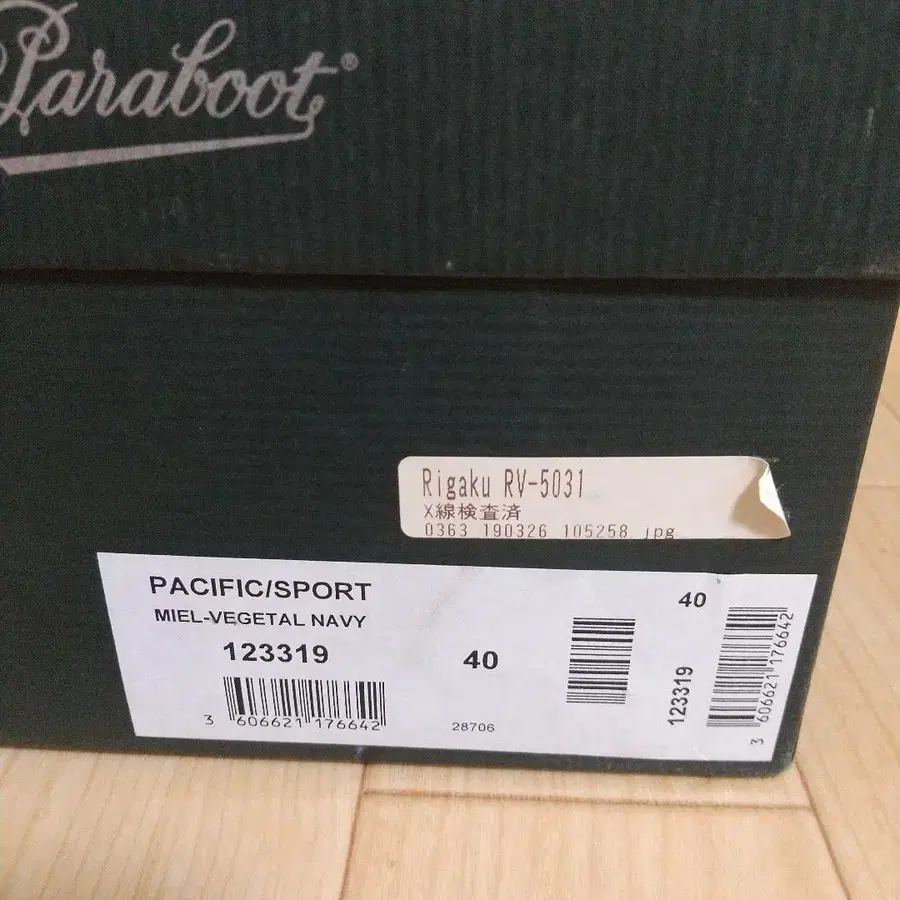 Paraboot®
Rigaku RV-5031
X線検査済
0363 190326 105258.jpg
PACIFIC/SPORT
MIEL-VEGETAL NAVY
123319
40
3 606621 176642
28706
40
123319
3 606621 176642